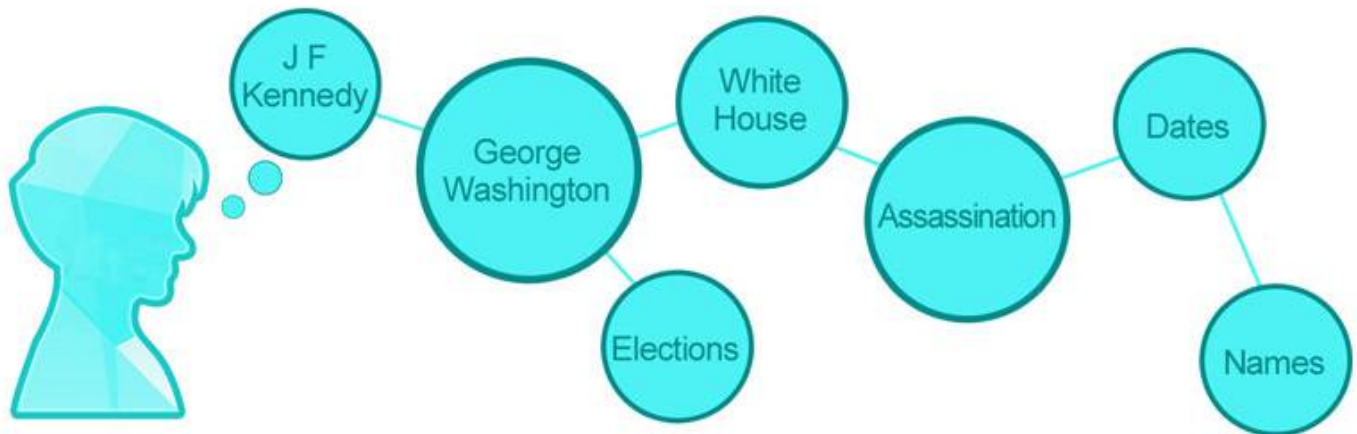 J F
Kennedy
George
Washington
White
House
Elections
Assassination
Dates
Names